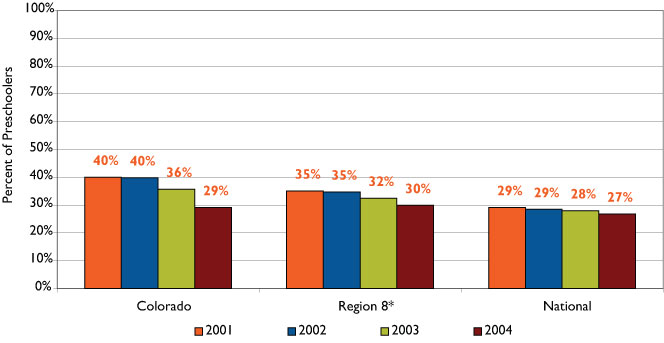 100%
90%
80%
70%
60%
50%
40%
30%
20%
10%
0%
Percent of Preschoolers
40% 40% 36% 29%
35% 35% 32% 30%
29% 29% 28% 27%
Colorado Region 8* National
2001 2002 2003 2004